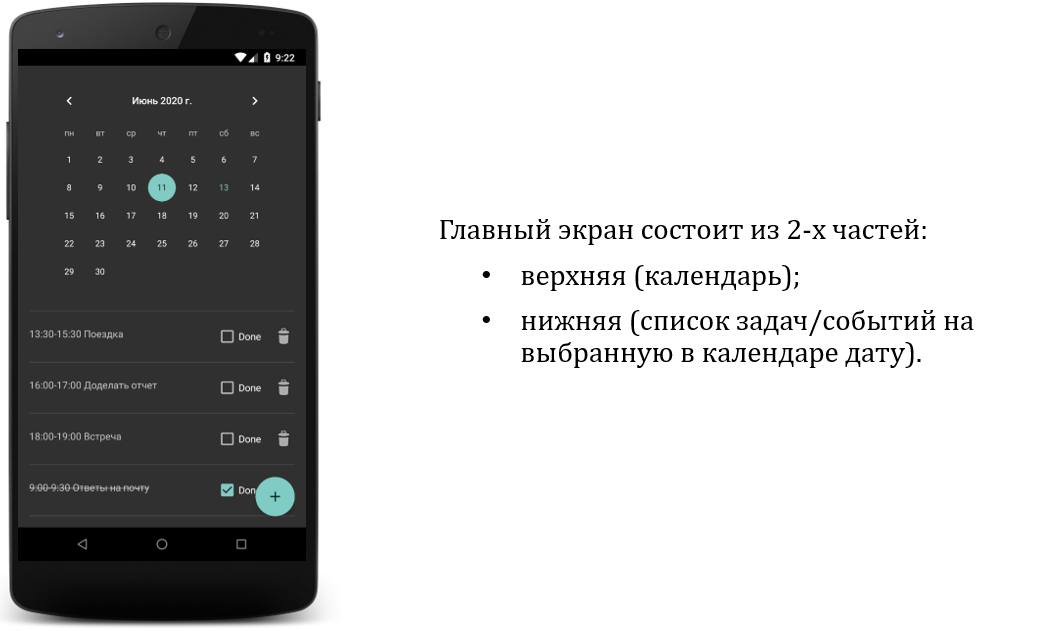 9:22
Июнь 2020 г.
пн вт ср чт пт сб вс
1 2 3 4 5 6 7
8 9 10 11 12 13 14
15 16 17 18 19 20 21
22 23 24 25 26 27 28
29 30
13:30-15:30 Поездка Done
16:00-17:00 Доделать отчет Done
18:00-19:00 Встреча Done
9:00-9:30 Ответы на почту Don
+
Главный экран состоит из 2-х частей:
• верхняя (календарь);
• нижняя (список задач/событий на
выбранную в календаре дату).